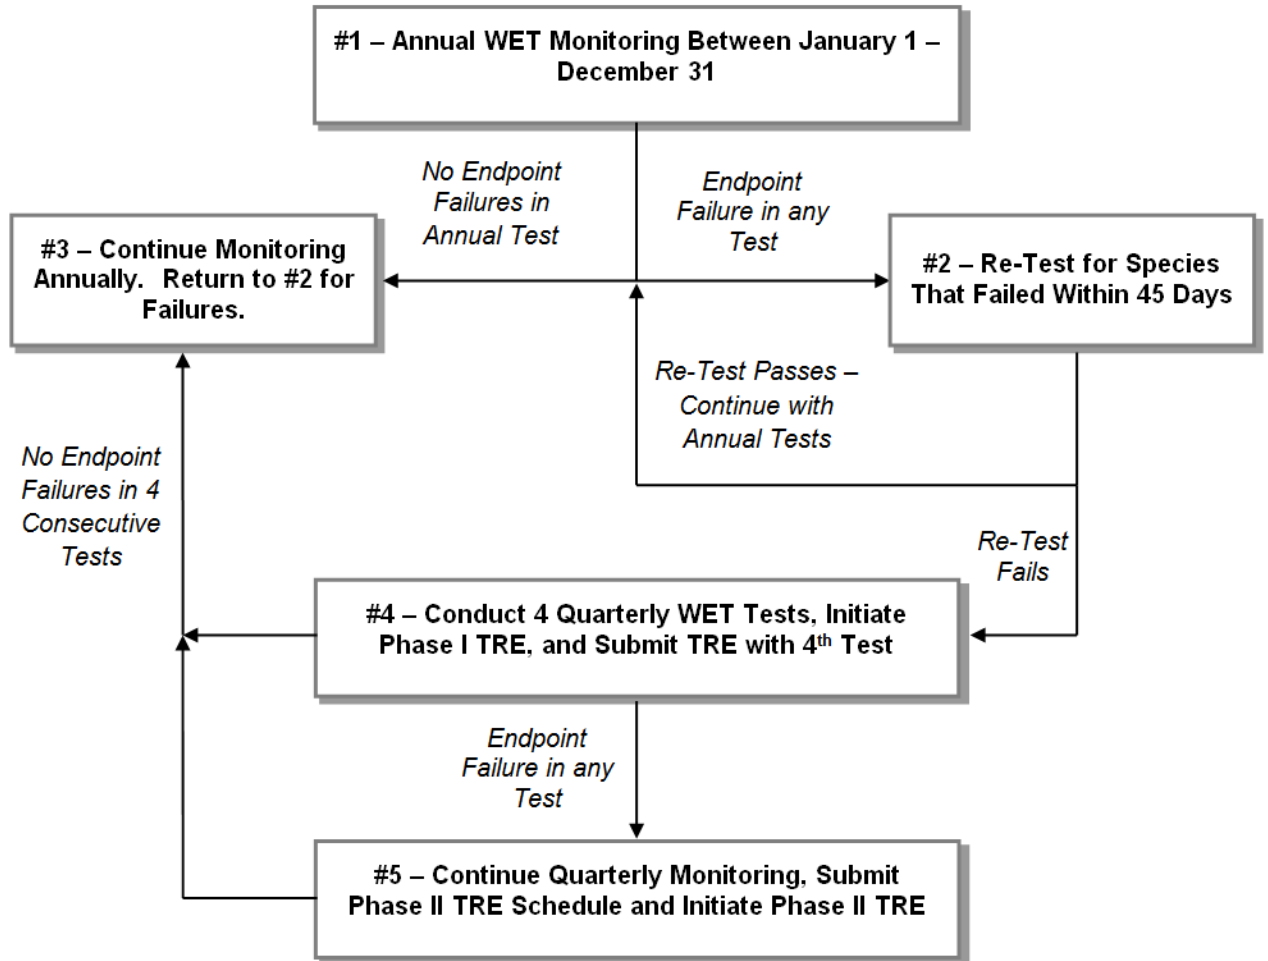 #1 – Annual WET Monitoring Between January 1 –
December 31
No Endpoint
Failures in
Annual Test
Endpoint
Failure in any
Test
#3 – Continue Monitoring
Annually.  Return to #2 for
Failures.
#2 – Re-Test for Species
That Failed Within 45 Days
Re-Test Passes –
Continue with
Annual Tests
No Endpoint
Failures in 4
Consecutive
Tests
Re-Test
Fails
#4 – Conduct 4 Quarterly WET Tests, Initiate
Phase I TRE, and Submit TRE with 4th Test
Endpoint
Failure in any
Test
#5 – Continue Quarterly Monitoring, Submit
Phase II TRE Schedule and Initiate Phase II TRE